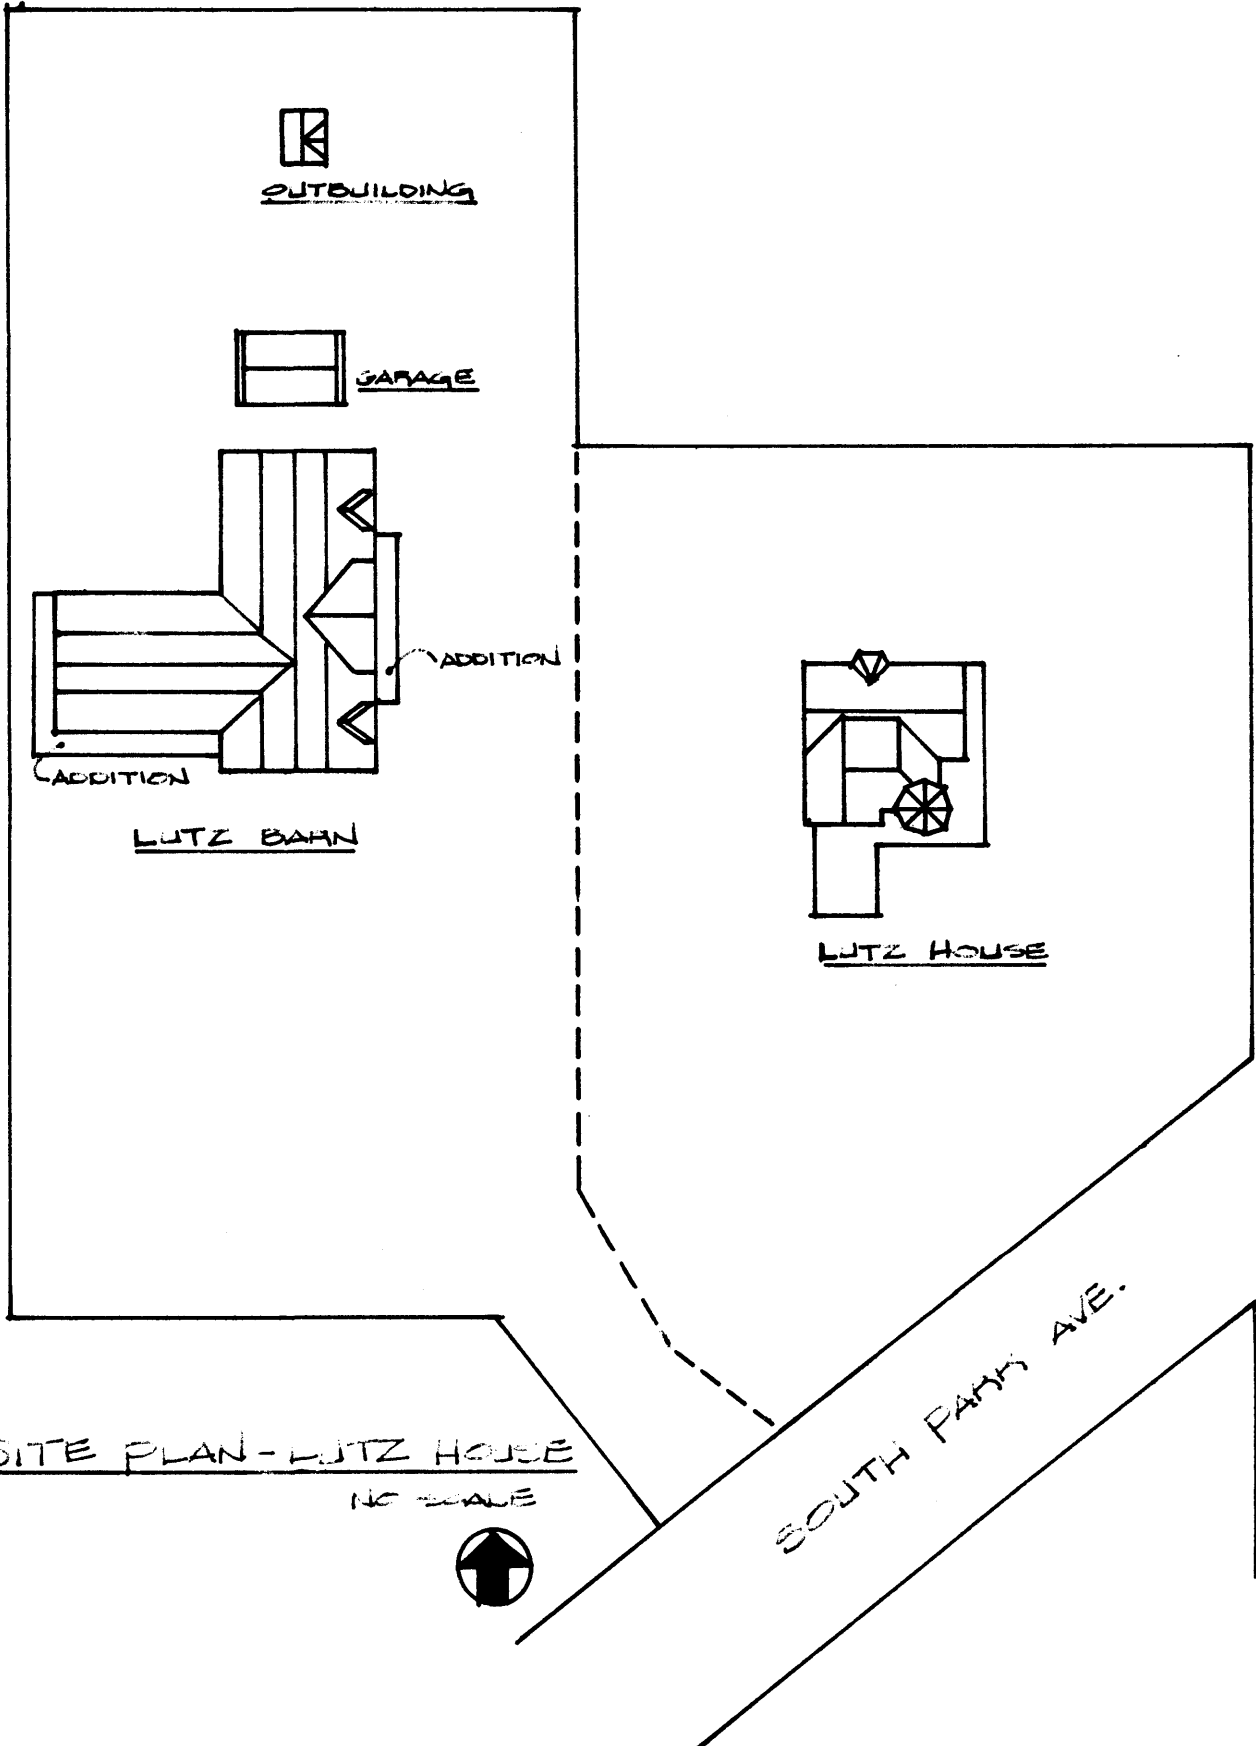 OUTBUILDING
GARAGE
ADDITION
ADDITION
LUTZ BARN
LUTZ HOUSE
SOUTH PARK AVE.
SITE PLAN-LUTZ HOUSE
NO SCALE